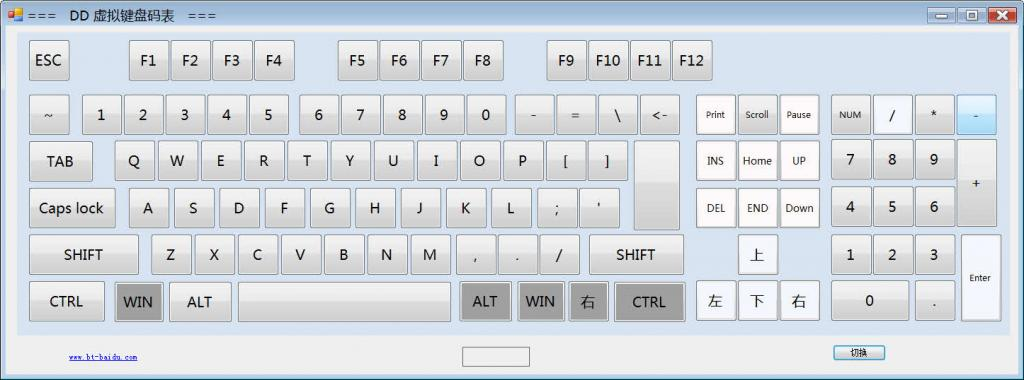 === DD 虚拟键盘码表 ===
ESC F1 F2 F3 F4 F5 F6 F7 F8 F9 F10 F11 F12
~ 1 2 3 4 5 6 7 8 9 0 - = \ <- Print Scroll Pause NUM / * -
TAB Q W E R T Y U I O P [ ] INS Home UP 7 8 9 +
Caps lock A S D F G H J K L ; ' DEL END Down 4 5 6
SHIFT Z X C V B N M , . / SHIFT 上 1 2 3 Enter
CTRL WIN ALT ALT WIN 右 CTRL 左 下 右 0 .
www.bt-baidu.com 切换